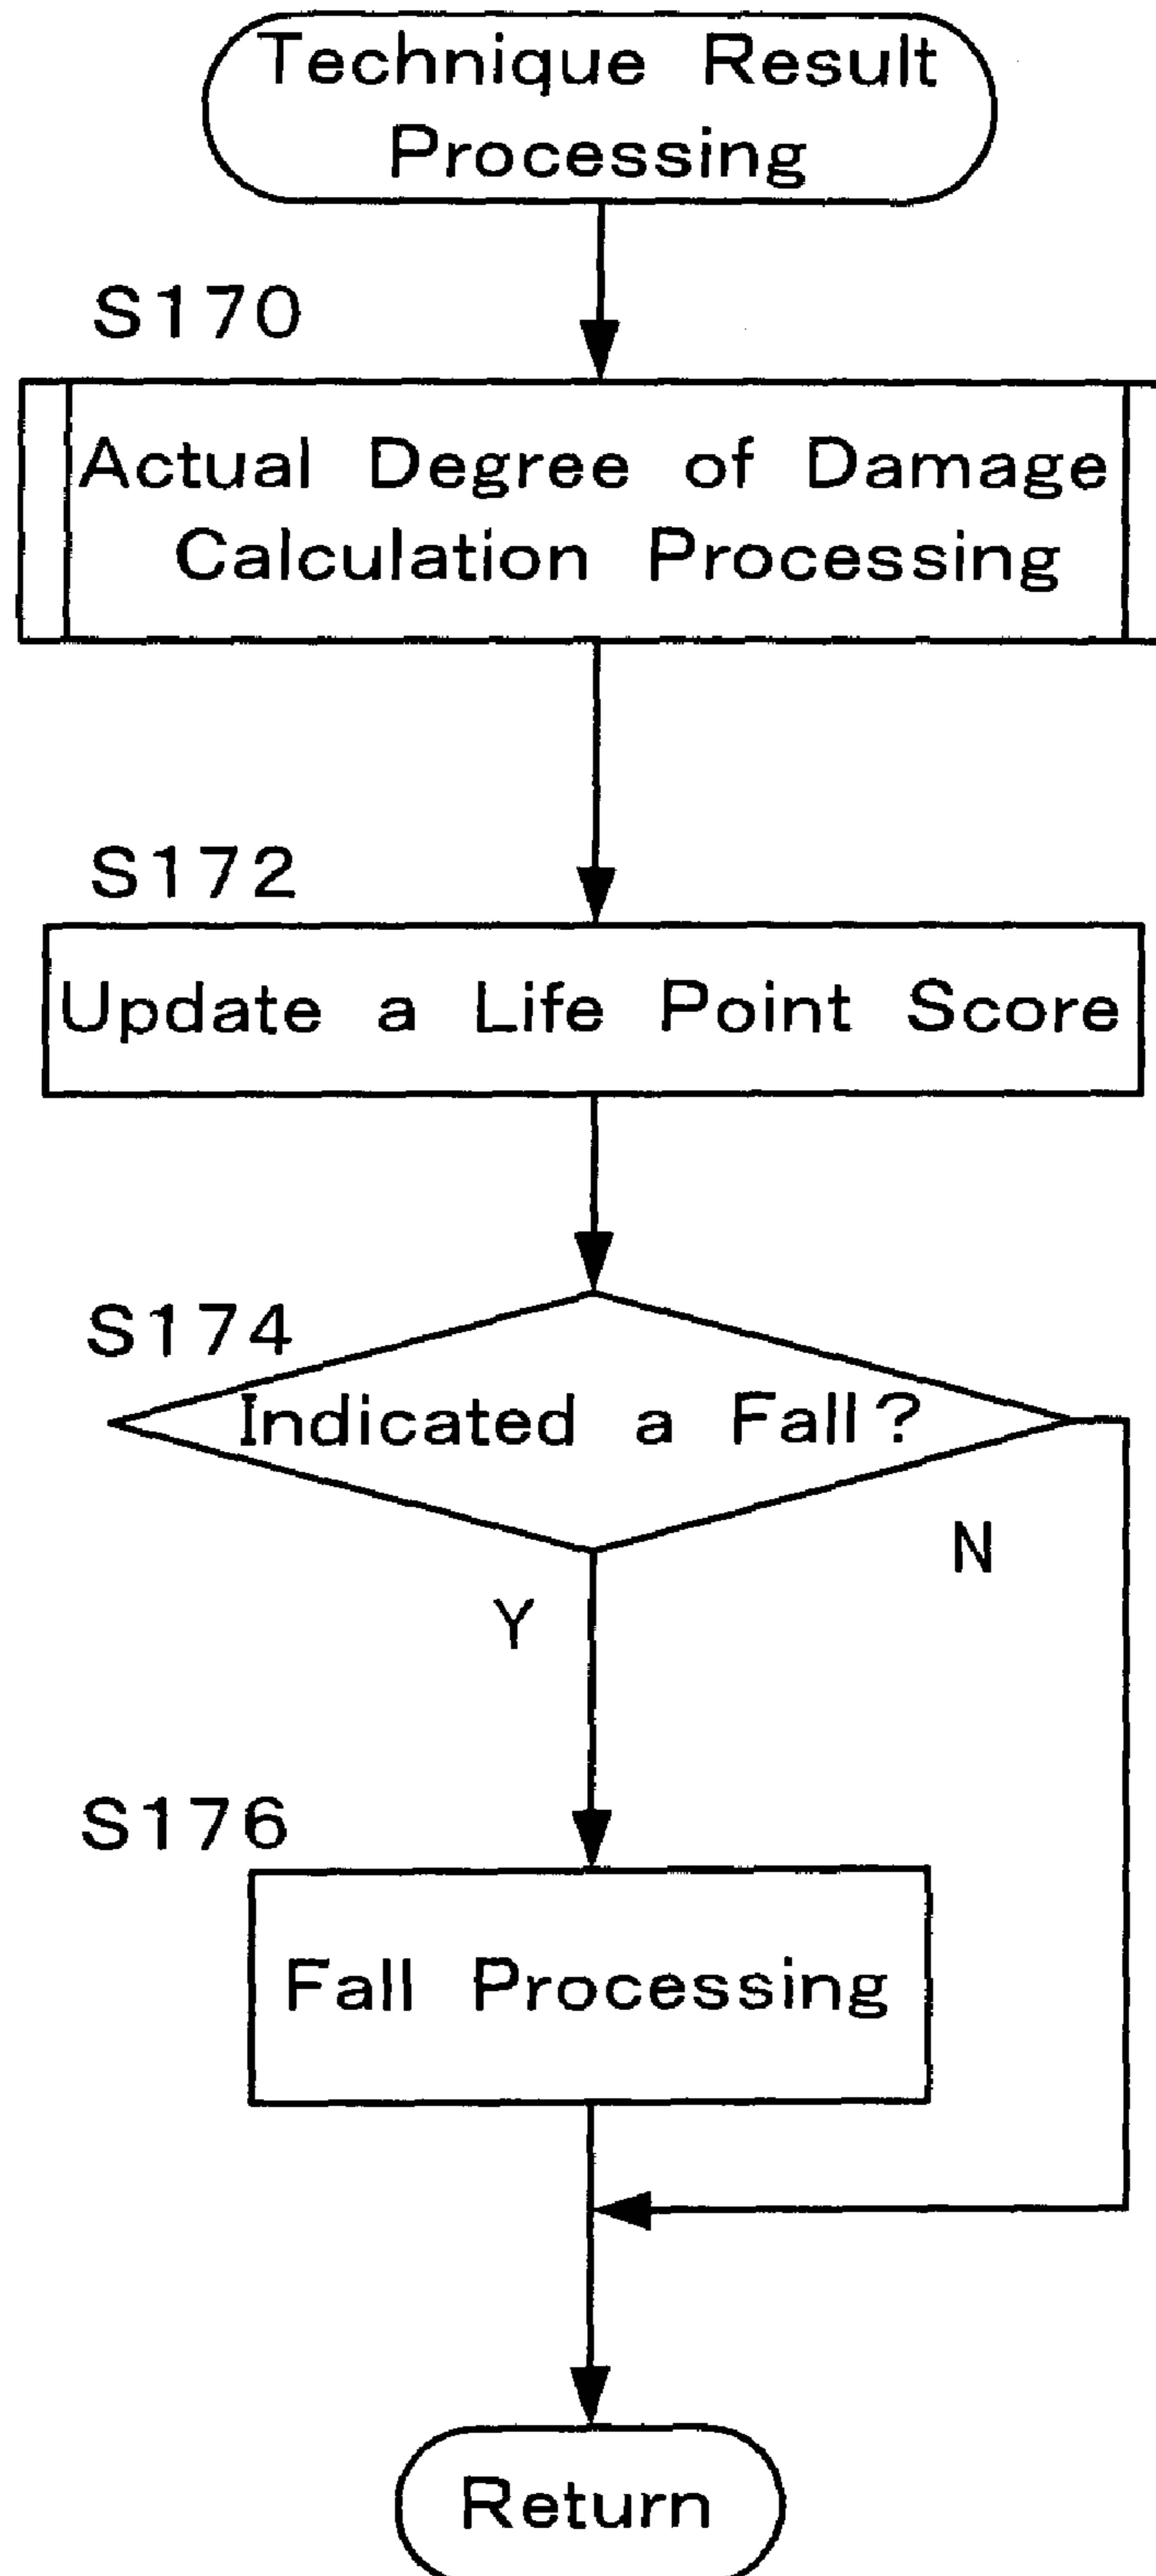 Technique Result
Processing
S170
Actual Degree of Damage
Calculation Processing
S172
Update a Life Point Score
S174
Indicated a Fall?
N
Y
S176
Fall Processing
Return